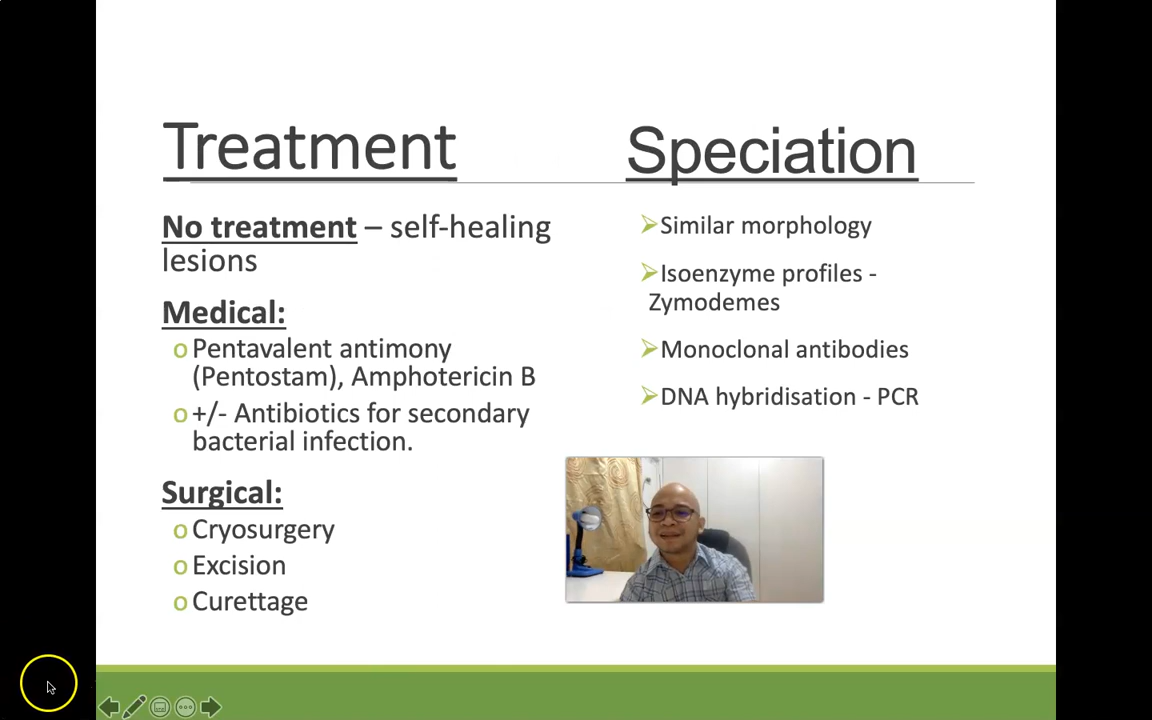 Treatment
No treatment – self-healing
lesions
Medical:
o Pentavalent antimony
(Pentostam), Amphotericin B
o +/- Antibiotics for secondary
bacterial infection.
Surgical:
o Cryosurgery
o Excision
o Curettage
Speciation
Similar morphology
Isoenzyme profiles -
Zymodemes
Monoclonal antibodies
DNA hybridisation - PCR